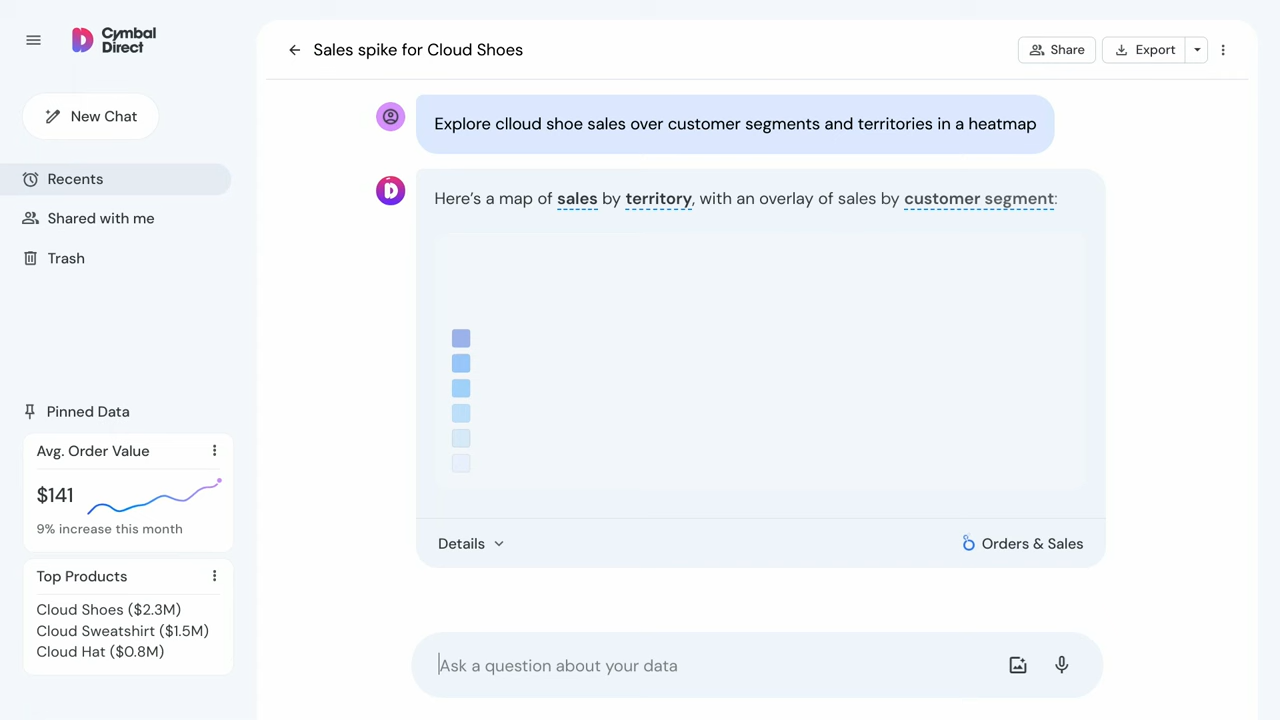 Cymbal
Direct
New Chat
Recents
Shared with me
Trash
Pinned Data
Avg. Order Value
$141
9% increase this month
Top Products
Cloud Shoes ($2.3M)
Cloud Sweatshirt ($1.5M)
Cloud Hat ($0.8M)
Sales spike for Cloud Shoes
Share
Export
Explore clloud shoe sales over customer segments and territories in a heatmap
Here’s a map of sales by territory, with an overlay of sales by customer segment:
Details
Orders & Sales
Ask a question about your data